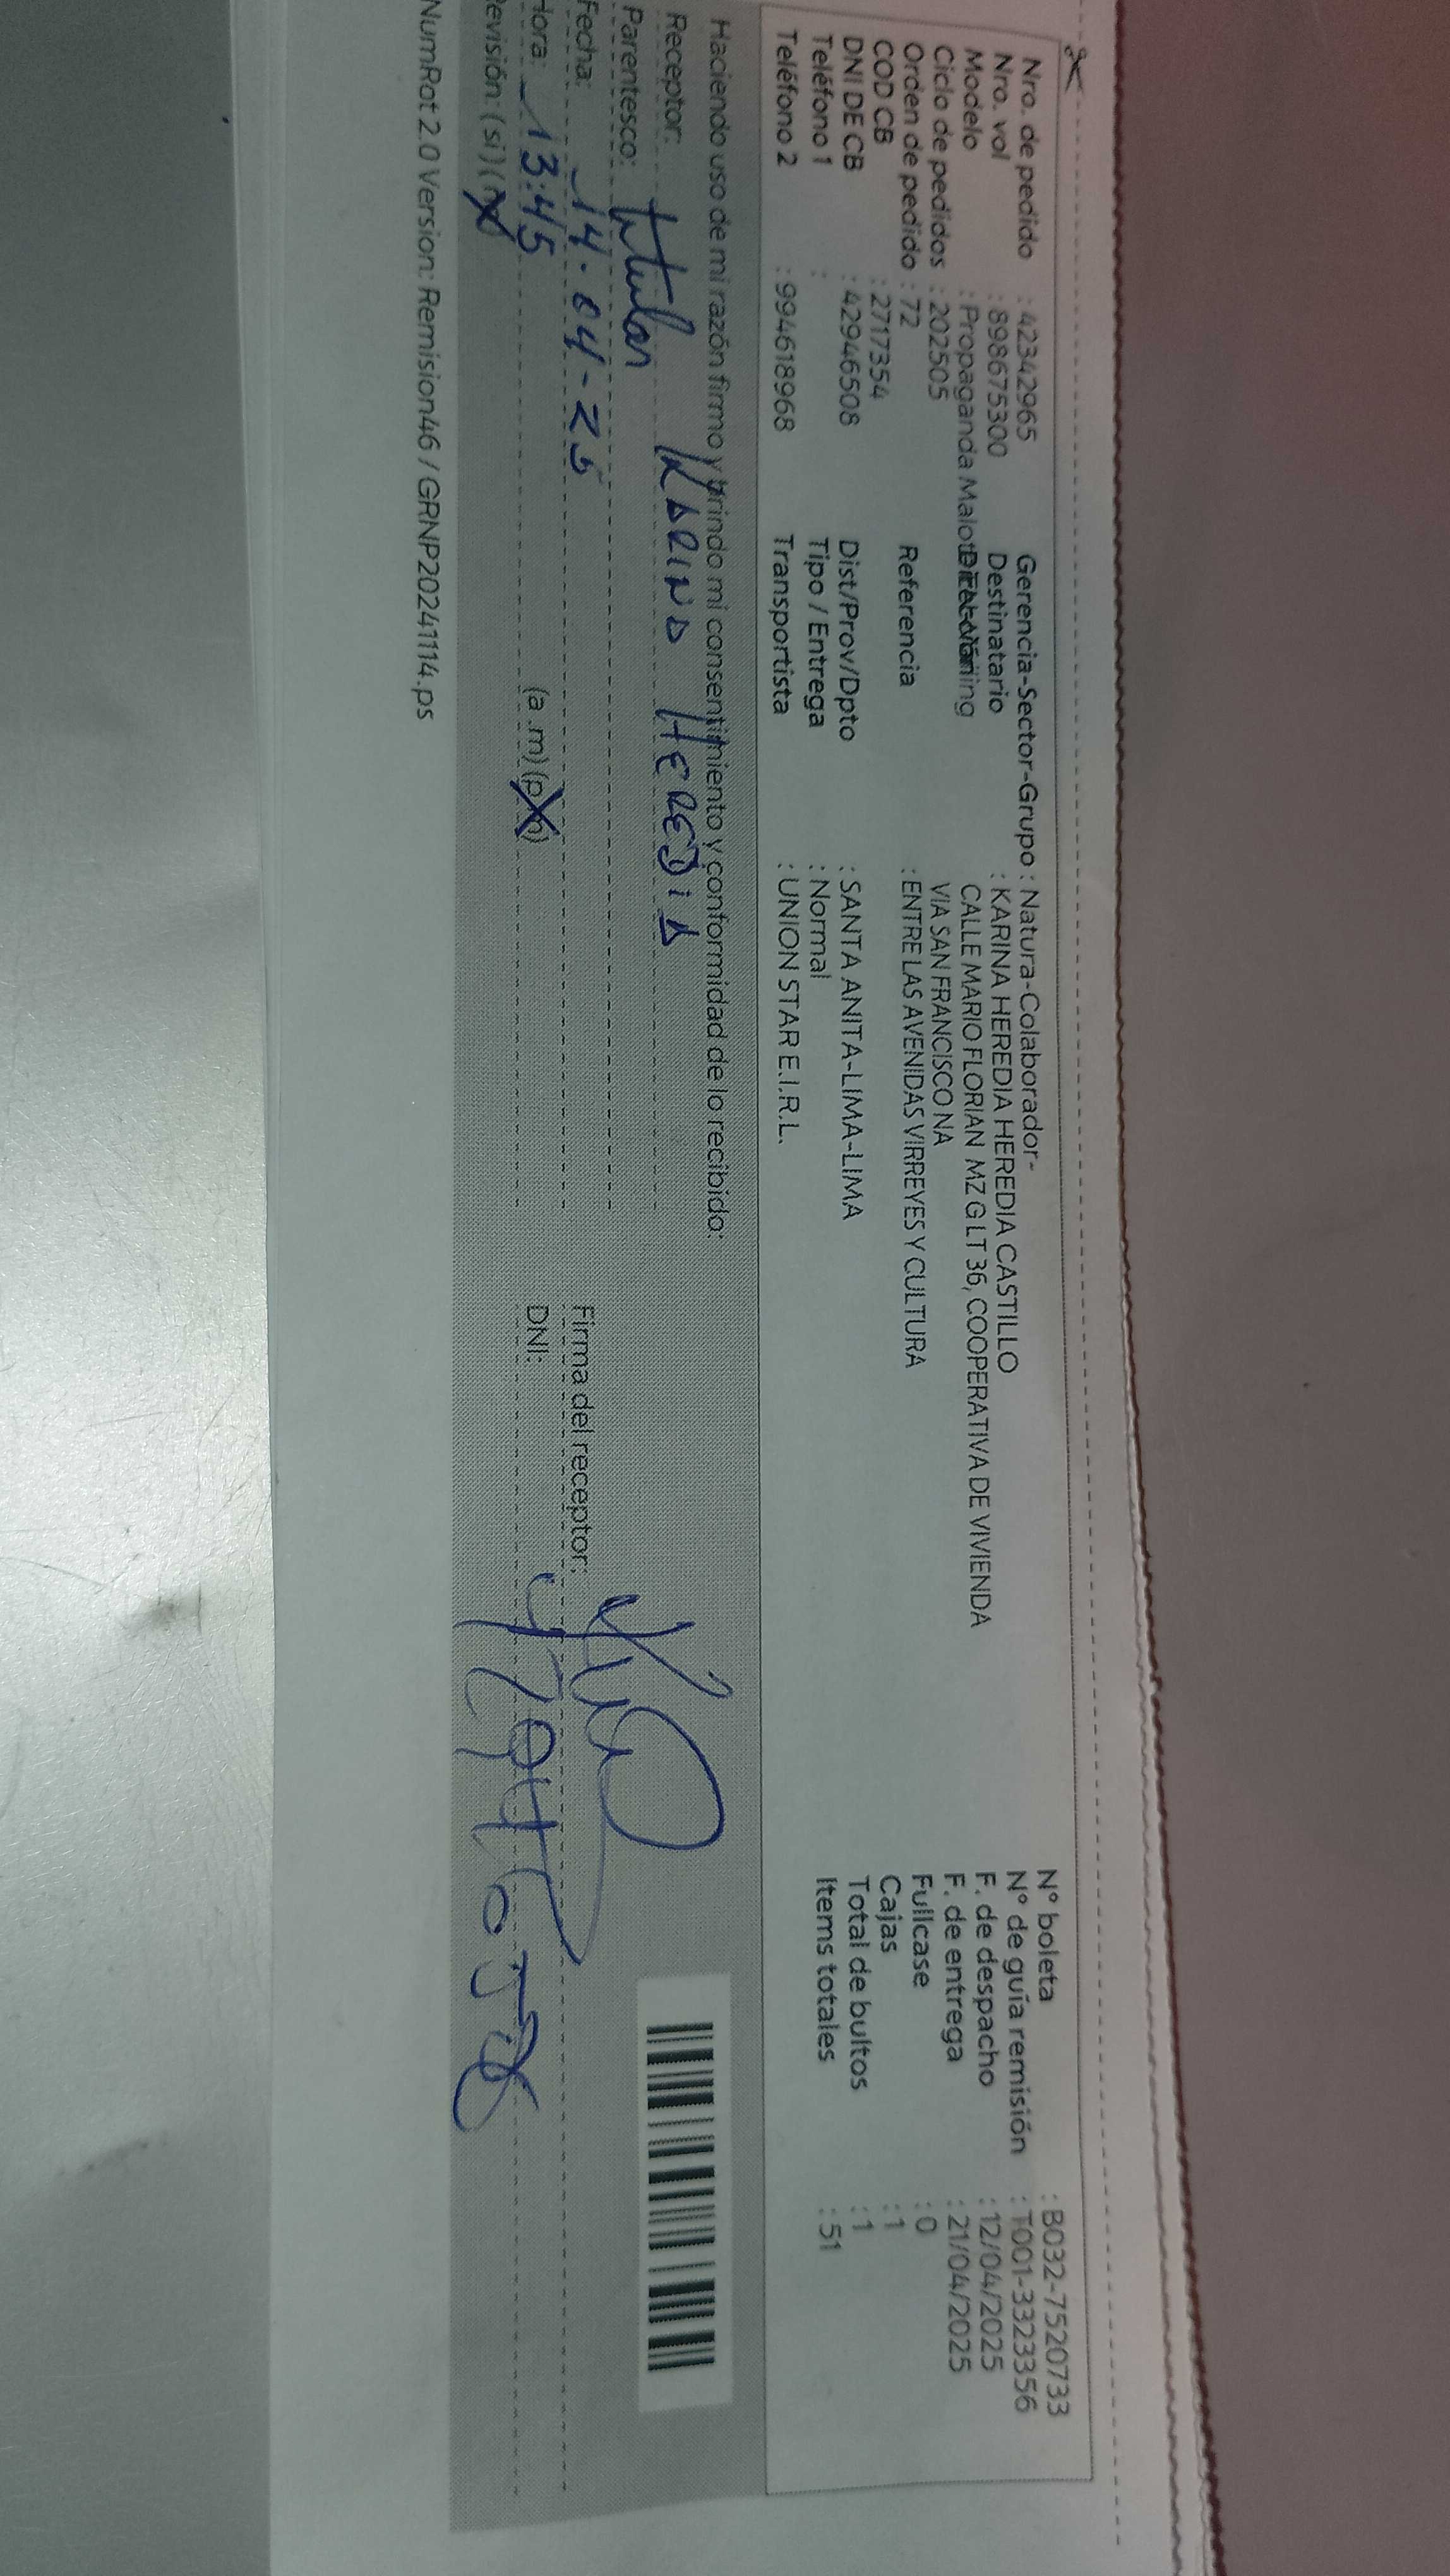 Nro. de pedido : 42342965 Gerencia-Sector-Grupo : Natura-Colaborador- N° boleta : B032-7520733
Nro. vol : 898675300 Destinatario : KARINA HEREDIA HEREDIA CASTILLO N° de guía remisión : T001-3323356
Modelo : Propaganda CALLE MARIO FLORIAN MZ G LT 36, COOPERATIVA DE VIVIENDA F. de despacho : 12/04/2025
Ciclo de pedidos : 202505 VIA SAN FRANCISCO NA F. de entrega : 21/04/2025
Orden de pedido : 72 Referencia : ENTRE LAS AVENIDAS VIRREYES Y CULTURA Fullcase : 0
COD CB : 2717354 Cajas : 1
DNI DE CB : 42946508 Dist/Prov/Dpto : SANTA ANITA-LIMA-LIMA Total de bultos : 1
Teléfono 1 : Tipo / Entrega : Normal Items totales : 51
Teléfono 2 : 994618968 Transportista : UNION STAR E.I.R.L.
Haciendo uso de mi razón firmo y brindo mi consentimiento y conformidad de lo recibido:
Receptor: KARINA HEREDIA
Parentesco: titular
Fecha: 14-04-25 Firma del receptor:
Hora: 13:45 (a .m) (p.m) DNI: 42946508
Revisión: (si) (no)
NumRot 2.0 Version: Remision46 / GRNP20241114.ps